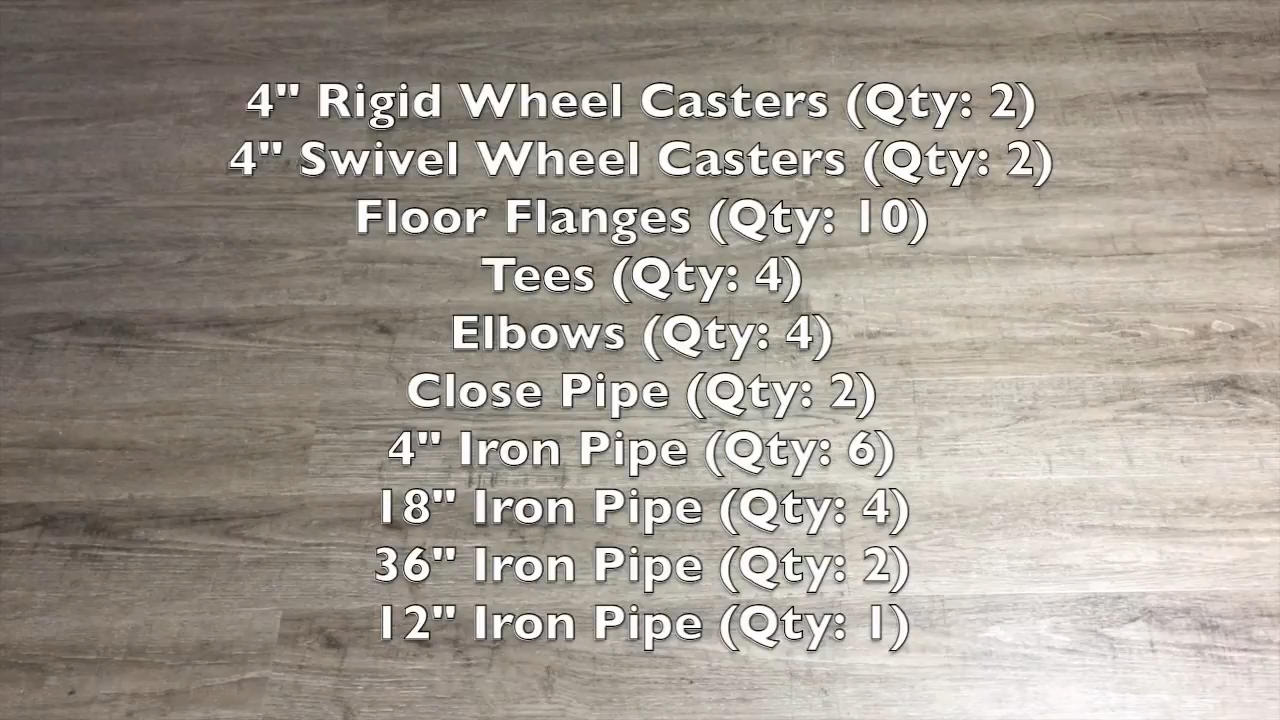 4" Rigid Wheel Casters (Qty: 2)
4" Swivel Wheel Casters (Qty: 2)
Floor Flanges (Qty: 10)
Tees (Qty: 4)
Elbows (Qty: 4)
Close Pipe (Qty: 2)
4" Iron Pipe (Qty: 6)
18" Iron Pipe (Qty: 4)
36" Iron Pipe (Qty: 2)
12" Iron Pipe (Qty: 1)